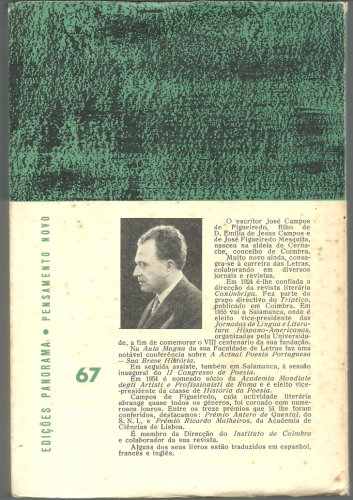 EDIÇÕES PANORAMA • PENSAMENTO NOVO
67
O escritor José Campos
de Figueiredo, filho de
D. Emília de Jesus Campos e
de José Figueiredo Mesquita,
nasceu na aldeia de Cerna-
che, concelho de Coimbra.
Muito novo ainda, consa-
gra-se à carreira das Letras,
colaborando em diversos
jornais e revistas.
Em 1924 é-lhe confiada a
direcção da revista literária
Conimbriga. Fez parte do
grupo directivo do Tríptico,
publicado em Coimbra. Em
1955 vai a Salamanca, onde é
eleito vice-presidente das
Jornadas de Língua e Litera-
tura Hispano-Americanas,
organizadas pela Universida-
de, a fim de comemorar o VIII centenário da sua fundação.
Na Aula Magna da sua Faculdade de Letras faz uma
notável conferência sobre A Actual Poesia Portuguesa
— Sua Breve História.
Em seguida assiste, também em Salamanca, à sessão
inaugural do II Congresso de Poesia.
Em 1954 é nomeado sócio da Academia Mondiale
degli Artisti e Profissionisti de Roma e é eleito vice-
presidente da classe de História da Poesia.
Campos de Figueiredo, cuja actividade literária
abrange quase todos os géneros, foi coroado com nume-
rosos louros. Entre os treze prémios que já lhe foram
conferidos, destacamos: Prémio Antero de Quental, do
S. N. I., e Prémio Ricardo Malheiros, da Academia de
Ciências de Lisboa.
É membro da Direcção do Instituto de Coimbra
e colaborador da sua revista.
Alguns dos seus livros estão traduzidos em espanhol,
francês e inglês.